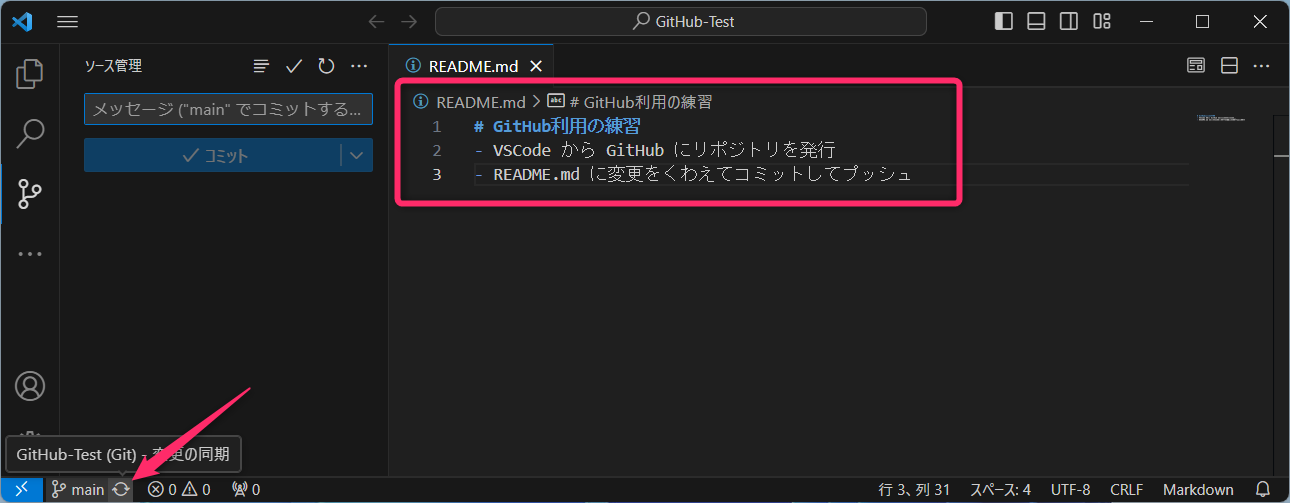 GitHub-Test
ソース管理
README.md
メッセージ ("main" でコミットする...
コミット
README.md > # GitHub利用の練習
1 # GitHub利用の練習
2 - VSCode から GitHub にリポジトリを発行
3 - README.md に変更をくわえてコミットしてプッシュ
GitHub-Test (Git) - 変更の同期
main 0 0 0 行 3、列 31 スペース: 4 UTF-8 CRLF Markdown